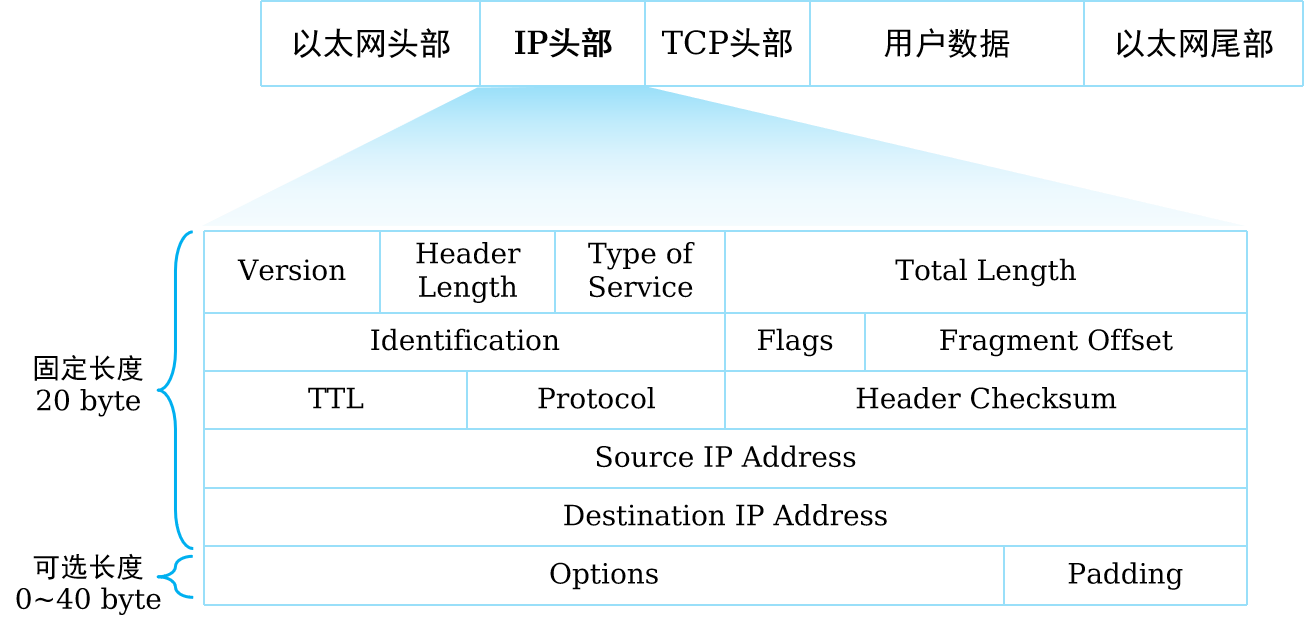 以太网头部
IP头部
TCP头部
用户数据
以太网尾部
Version
Header
Length
Type of
Service
Total Length
Identification
Flags
Fragment Offset
固定长度
20 byte
TTL
Protocol
Header Checksum
Source IP Address
Destination IP Address
可选长度
0~40 byte
Options
Padding